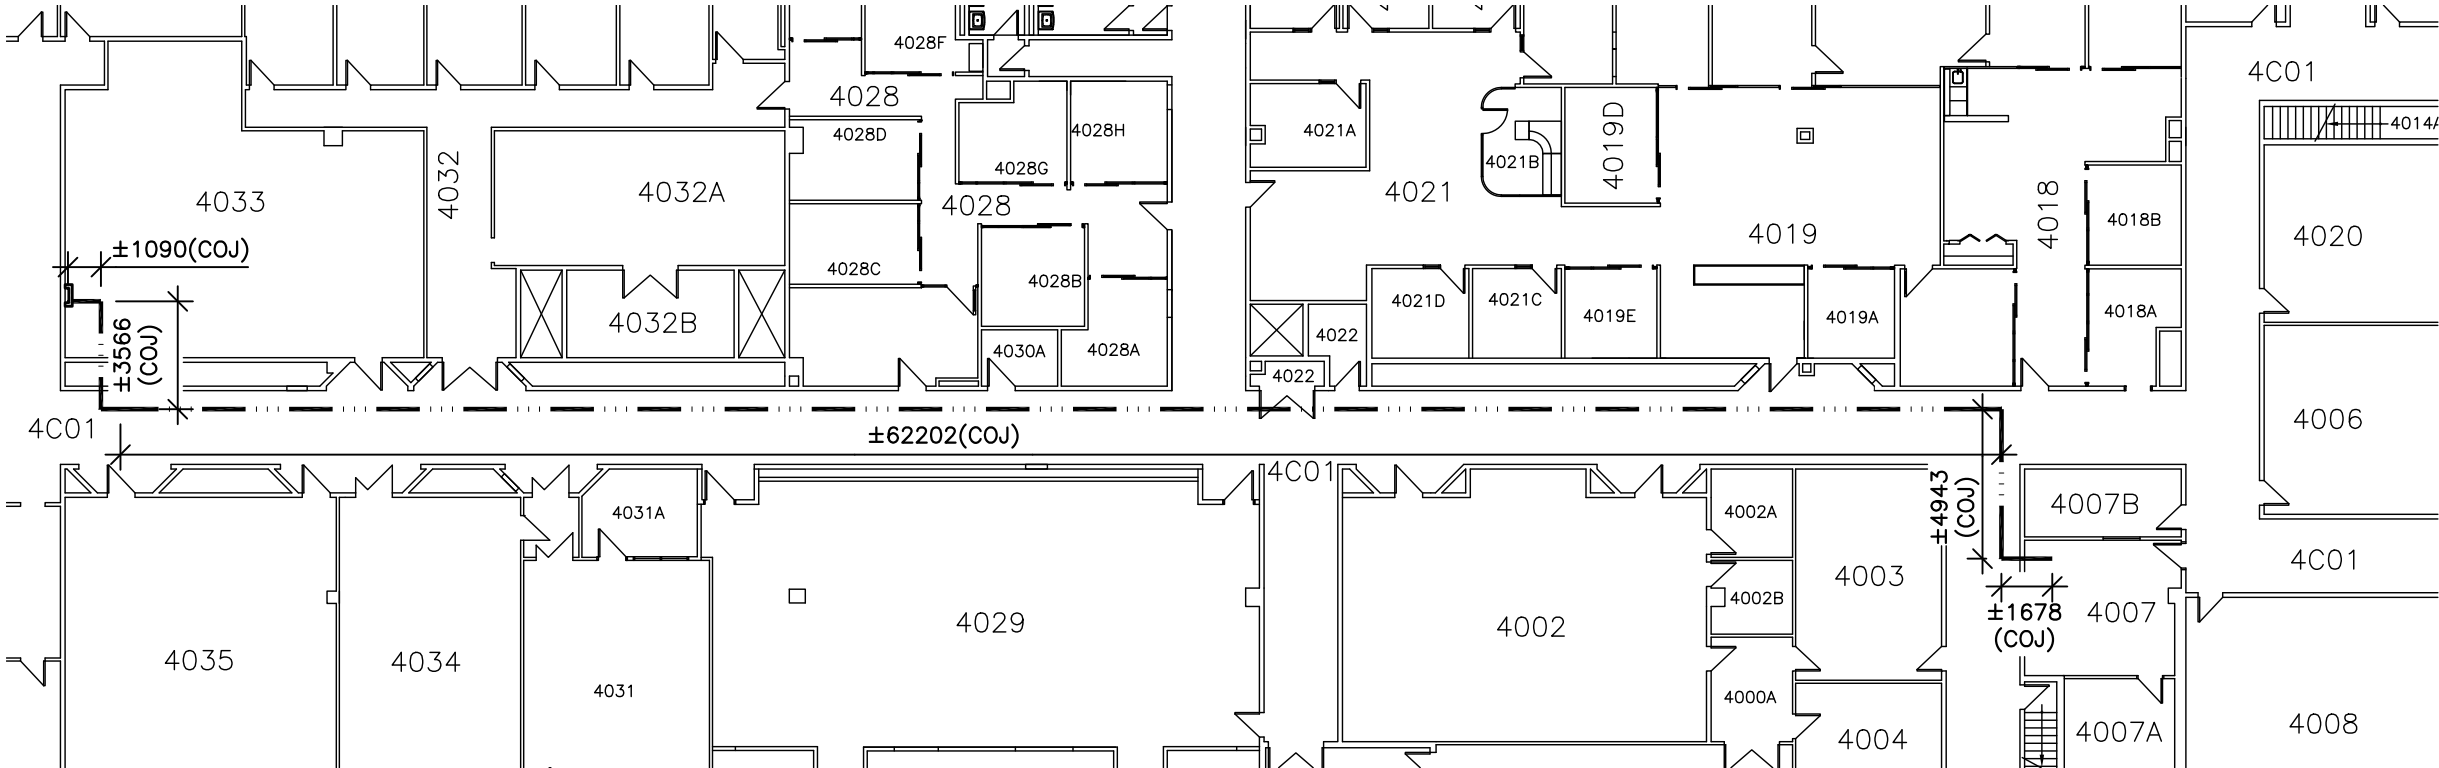 4028F
4C01
4028
4014A
4028D
4028H
4021A
4019D
4021B
4028G
4032
4033
4032A
4028
4021
4018
4018B
4019
4020
±1090(COJ)
4028C
4028B
4021D
4021C
4019E
4019A
4018A
±3566
(COJ)
4032B
4030A
4028A
4022
4022
4006
4C01
±62202(COJ)
4C01
±4943
(COJ)
4007B
4031A
4002A
4C01
4003
4002B
4029
4002
±1678
(COJ)
4007
4035
4034
4031
4000A
4004
4007A
4008